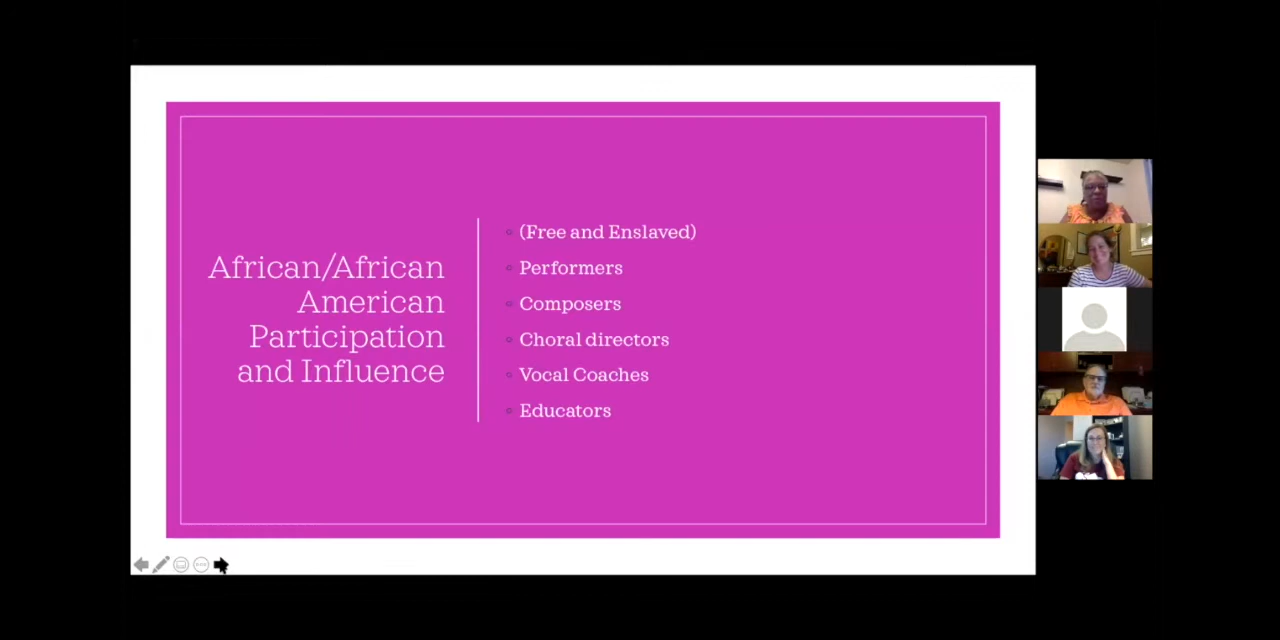 African/African
American
Participation
and Influence
(Free and Enslaved)
Performers
Composers
Choral directors
Vocal Coaches
Educators